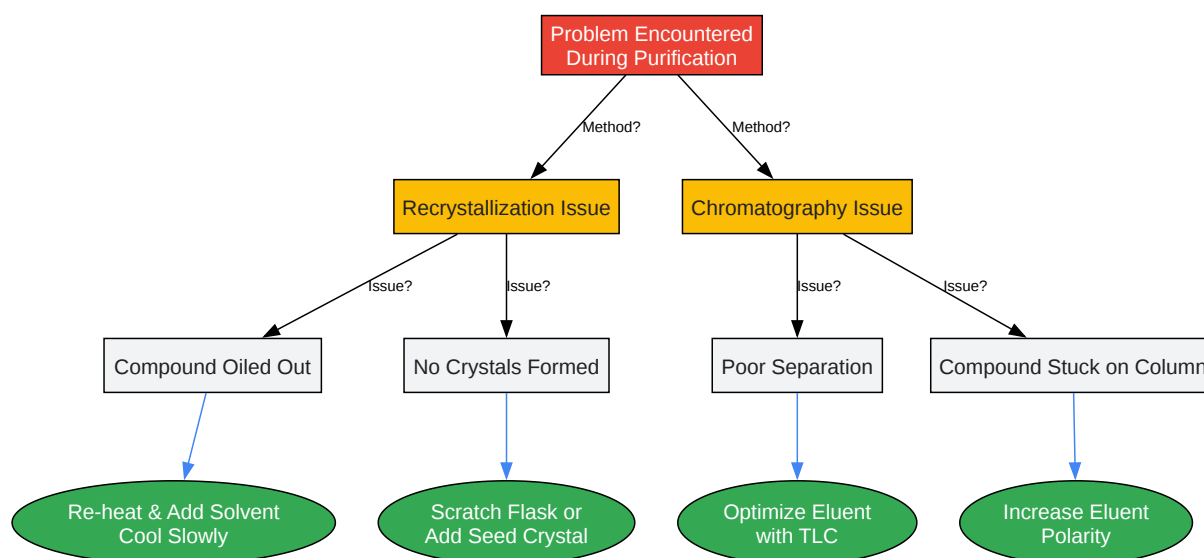 Problem Encountered
During Purification
Method?
Method?
Recrystallization Issue
Chromatography Issue
Issue?
Issue?
Issue?
Issue?
Compound Oiled Out
No Crystals Formed
Poor Separation
Compound Stuck on Column
Re-heat & Add Solvent
Cool Slowly
Scratch Flask or
Add Seed Crystal
Optimize Eluent
with TLC
Increase Eluent
Polarity